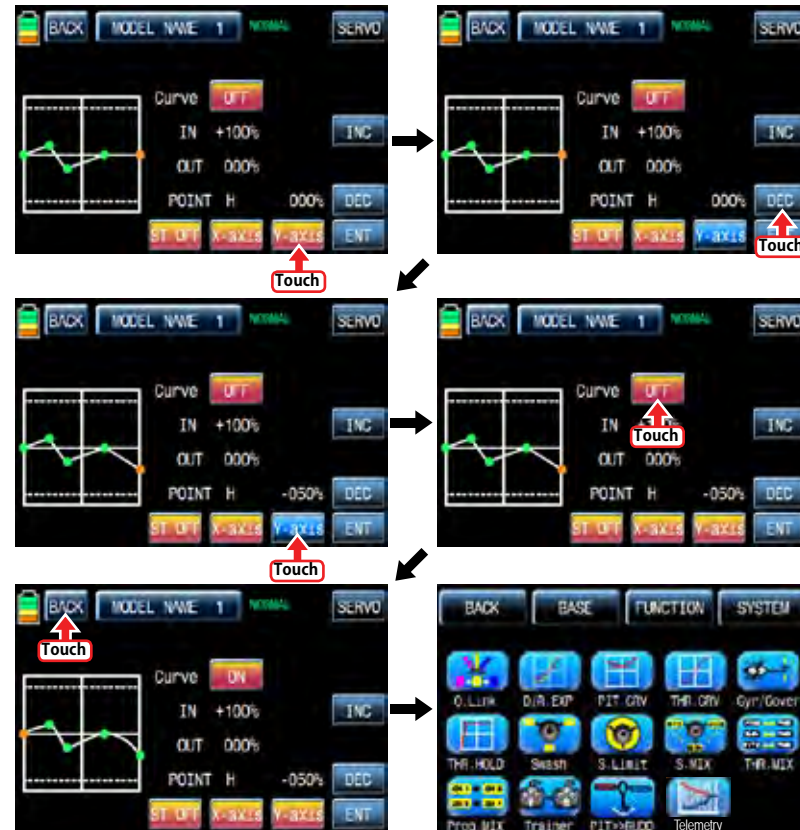 BACK MODEL NAME 1 NORMAL SERVO
Curve OFF
IN +100% INC
OUT 000%
POINT H 000% DEC
ST OFF X-axis Y-axis ENT
Touch
BACK MODEL NAME 1 NORMAL SERVO
Curve OFF
IN +100% INC
OUT 000%
POINT H 000% DEC
ST OFF X-axis Y-axis
Touch
BACK MODEL NAME 1 NORMAL SERVO
Curve OFF
IN +100% INC
OUT 000%
POINT H -050% DEC
ST OFF X-axis Y-axis ENT
Touch
BACK MODEL NAME 1 NORMAL SERVO
Curve OFF
IN INC
Touch
OUT 000%
POINT H -050% DEC
ST OFF X-axis Y-axis ENT
BACK MODEL NAME 1 NORMAL SERVO
Touch
Curve ON
IN +100% INC
OUT 000%
POINT H -050% DEC
ST OFF X-axis Y-axis ENT
BACK BASE FUNCTION SYSTEM
Q.Link D/R.EXP PIT.CRV THR.CRV Gyr/Gover
THR.HOLD Swash S.Limit S.MIX THR.MIX
Prog.MIX Trainer PIT>>RUDD Telemetry